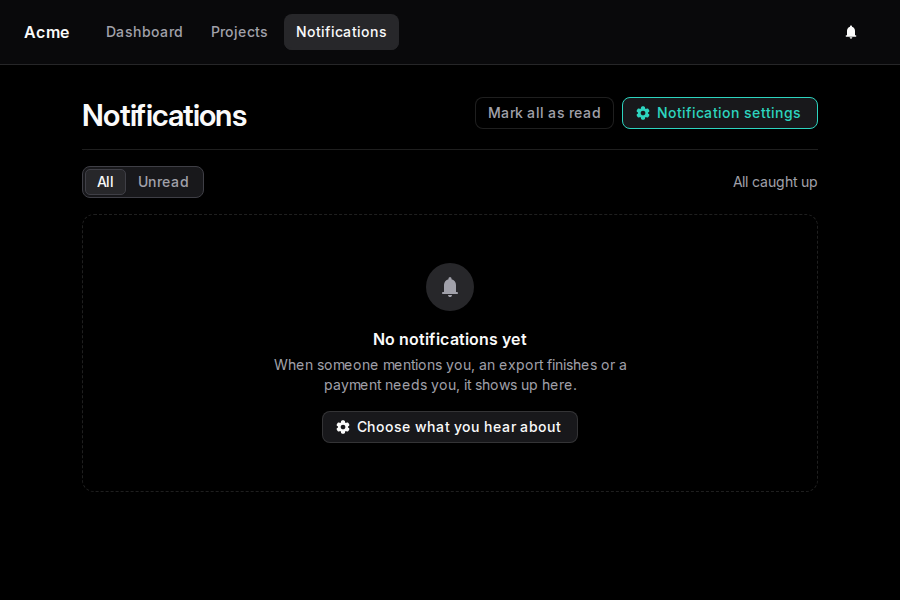 Acme Dashboard Projects Notifications
Notifications
Mark all as read
Notification settings
All Unread
All caught up
No notifications yet
When someone mentions you, an export finishes or a
payment needs you, it shows up here.
Choose what you hear about